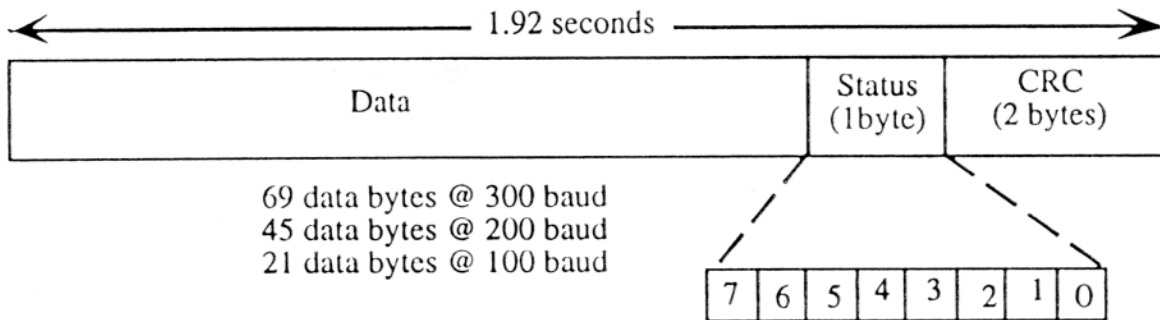 1.92 seconds
Data
Status
(1byte)
CRC
(2 bytes)
69 data bytes @ 300 baud
45 data bytes @ 200 baud
21 data bytes @ 100 baud
7 6 5 4 3 2 1 0